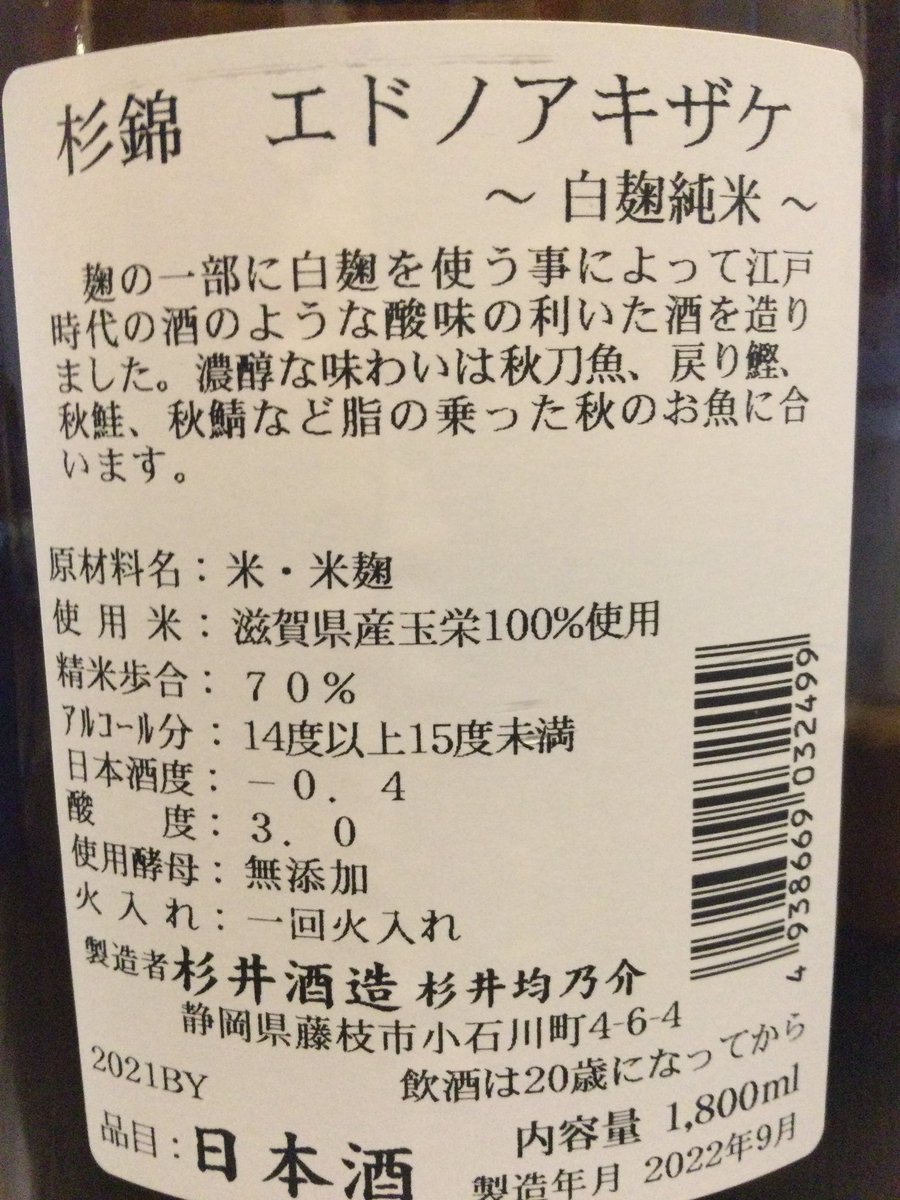 杉錦　エドノアキザケ
～ 白麹純米 ～
麹の一部に白麹を使う事によって江戸
時代の酒のような酸味の利いた酒を造り
ました。濃醇な味わいは秋刀魚、戻り鰹、
秋鮭、秋鯖など脂の乗った秋のお魚に合
います。
原材料名：米・米麹
使用米：滋賀県産玉栄100%使用
精米歩合：７０％
ｱﾙｺｰﾙ分：14度以上15度未満
日本酒度：－０．４
酸　　度：３．０
使用酵母：無添加
火入れ：一回火入れ
製造者 杉井酒造 杉井均乃介
静岡県藤枝市小石川町4-6-4
2021BY　飲酒は20歳になってから
品目：日本酒
内容量 1,800ml
製造年月 2022年9月
4 938669 032499